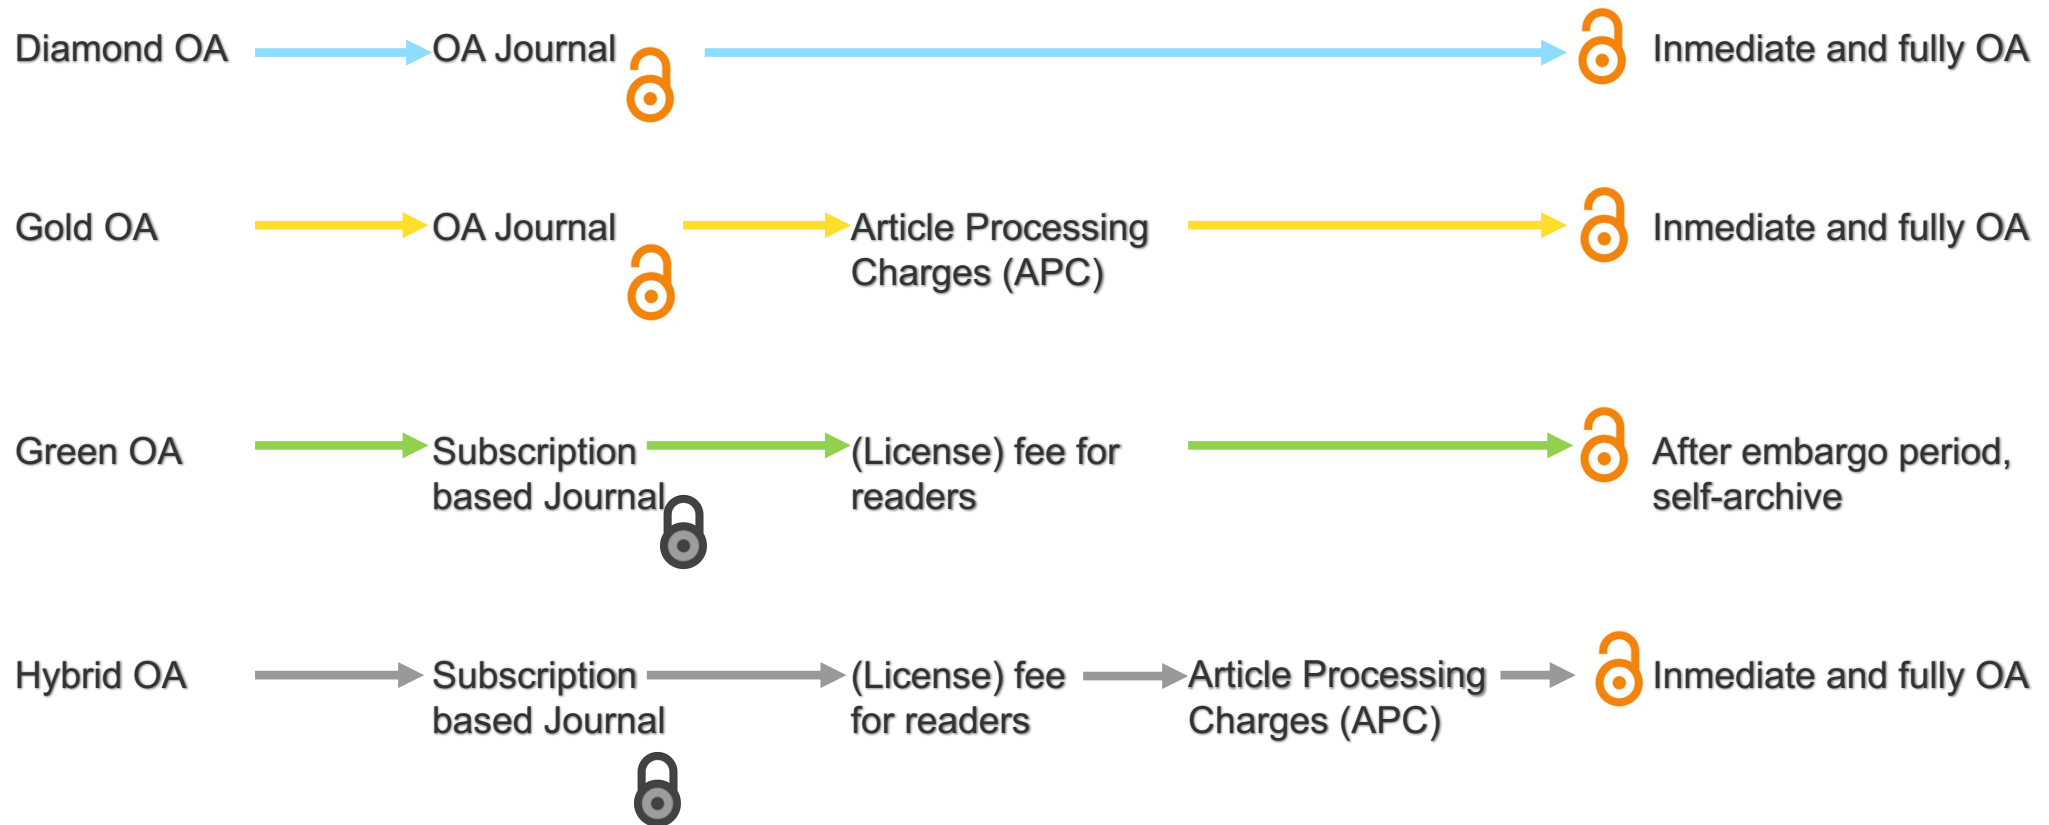 Diamond OA
OA Journal
Inmediate and fully OA
Gold OA
OA Journal
Article Processing
Charges (APC)
Inmediate and fully OA
Green OA
Subscription
based Journal
(License) fee for
readers
After embargo period,
self-archive
Hybrid OA
Subscription
based Journal
(License) fee
for readers
Article Processing
Charges (APC)
Inmediate and fully OA